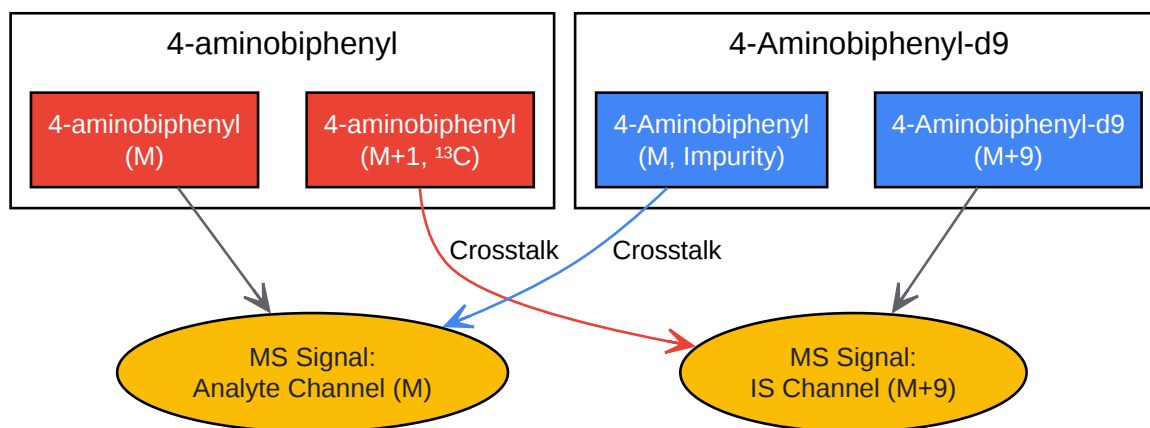 4-aminobiphenyl
4-Aminobiphenyl-d9
4-aminobiphenyl
(M)
4-aminobiphenyl
(M+1, ¹³C)
4-Aminobiphenyl
(M, Impurity)
4-Aminobiphenyl-d9
(M+9)
Crosstalk
Crosstalk
MS Signal:
Analyte Channel (M)
MS Signal:
IS Channel (M+9)